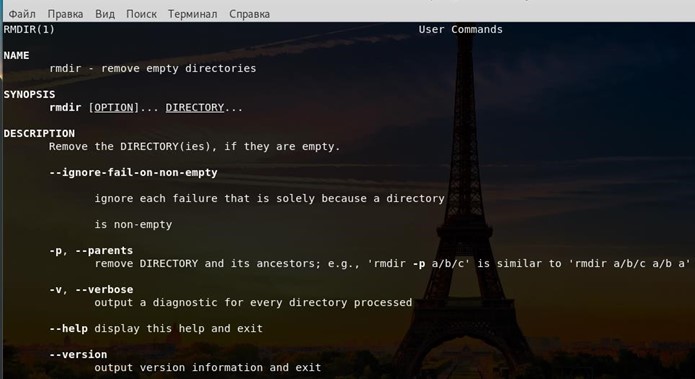 Файл Правка Вид Поиск Терминал Справка
RMDIR(1) User Commands
NAME
rmdir - remove empty directories
SYNOPSIS
rmdir [OPTION]... DIRECTORY...
DESCRIPTION
Remove the DIRECTORY(ies), if they are empty.
--ignore-fail-on-non-empty
ignore each failure that is solely because a directory
is non-empty
-p, --parents
remove DIRECTORY and its ancestors; e.g., 'rmdir -p a/b/c' is similar to 'rmdir a/b/c a/b a'
-v, --verbose
output a diagnostic for every directory processed
--help display this help and exit
--version
output version information and exit